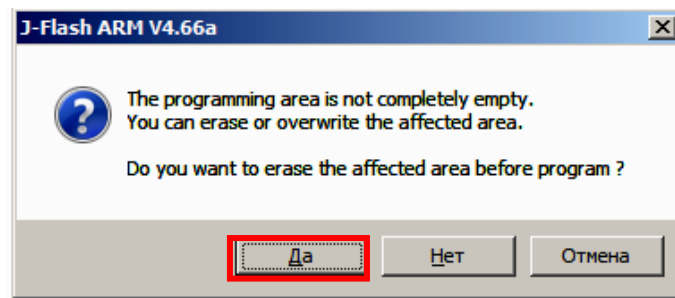 J-Flash ARM V4.66a
The programming area is not completely empty.
You can erase or overwrite the affected area.
Do you want to erase the affected area before program ?
Да Нет Отмена